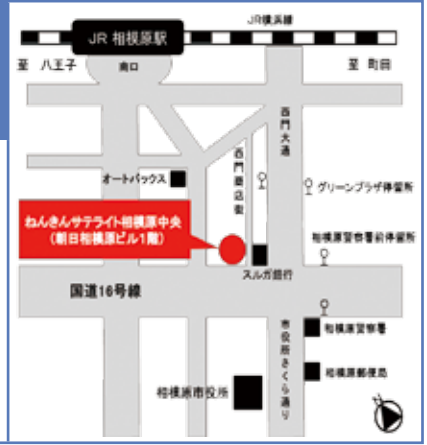 JR横浜線
JR 相模原駅
至 八王子
南口
至 町田
西門大通
西門商店街
オートバックス
グリーンプラザ停留所
ねんきんサテライト相模原中央
(朝日相模原ビル1階)
相模原警察署前停留所
スルガ銀行
国道16号線
市役所さくら通り
相模原警察署
相模原郵便局
相模原市役所